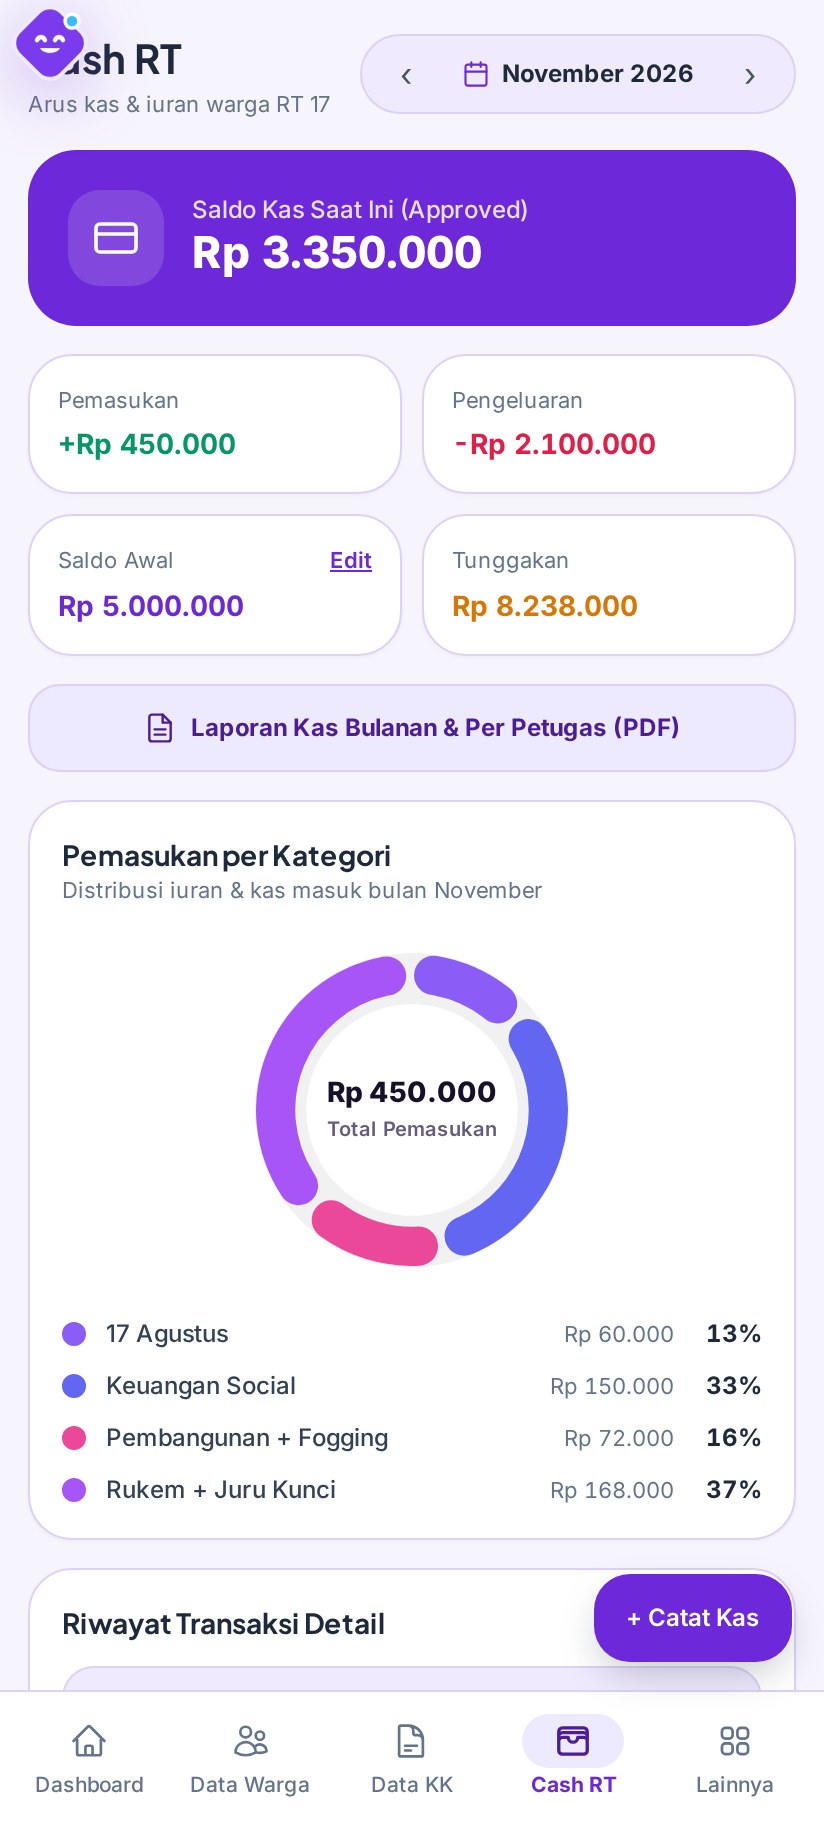 ash RT
Arus kas & iuran warga RT 17
‹ November 2026 ›
Saldo Kas Saat Ini (Approved)
Rp 3.350.000
Pemasukan
+Rp 450.000
Pengeluaran
-Rp 2.100.000
Saldo Awal
Edit
Rp 5.000.000
Tunggakan
Rp 8.238.000
Laporan Kas Bulanan & Per Petugas (PDF)
Pemasukan per Kategori
Distribusi iuran & kas masuk bulan November
Rp 450.000
Total Pemasukan
17 Agustus Rp 60.000 13%
Keuangan Social Rp 150.000 33%
Pembangunan + Fogging Rp 72.000 16%
Rukem + Juru Kunci Rp 168.000 37%
Riwayat Transaksi Detail
+ Catat Kas
Dashboard
Data Warga
Data KK
Cash RT
Lainnya